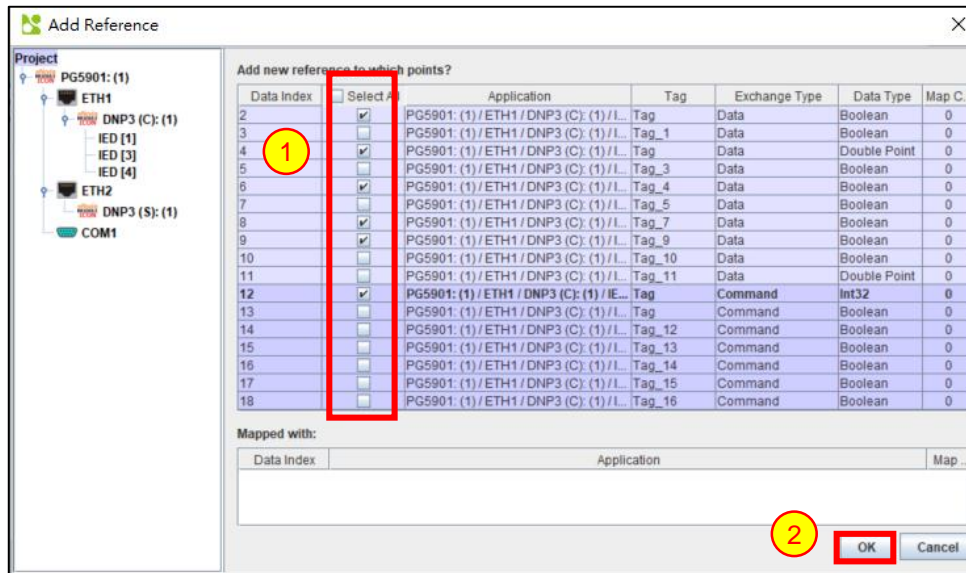 Add Reference
Project
PG5901: (1)
ETH1
DNP3 (C): (1)
IED [1]
IED [3]
IED [4]
ETH2
DNP3 (S): (1)
COM1
Add new reference to which points?
Data Index Select All Application Tag Exchange Type Data Type Map C..
2 PG5901: (1) / ETH1 / DNP3 (C): (1) / I... Tag Data Boolean 0
3 PG5901: (1) / ETH1 / DNP3 (C): (1) / I... Tag_1 Data Boolean 0
1
4 PG5901: (1) / ETH1 / DNP3 (C): (1) / I... Tag Data Double Point 0
5 PG5901: (1) / ETH1 / DNP3 (C): (1) / I... Tag_3 Data Boolean 0
6 PG5901: (1) / ETH1 / DNP3 (C): (1) / I... Tag_4 Data Boolean 0
7 PG5901: (1) / ETH1 / DNP3 (C): (1) / I... Tag_5 Data Boolean 0
8 PG5901: (1) / ETH1 / DNP3 (C): (1) / I... Tag_7 Data Boolean 0
9 PG5901: (1) / ETH1 / DNP3 (C): (1) / I... Tag_9 Data Boolean 0
10 PG5901: (1) / ETH1 / DNP3 (C): (1) / I... Tag_10 Data Boolean 0
11 PG5901: (1) / ETH1 / DNP3 (C): (1) / I... Tag_11 Data Double Point 0
12 PG5901: (1) / ETH1 / DNP3 (C): (1) / IE... Tag Command Int32 0
13 PG5901: (1) / ETH1 / DNP3 (C): (1) / I... Tag Command Boolean 0
14 PG5901: (1) / ETH1 / DNP3 (C): (1) / I... Tag_12 Command Boolean 0
15 PG5901: (1) / ETH1 / DNP3 (C): (1) / I... Tag_13 Command Boolean 0
16 PG5901: (1) / ETH1 / DNP3 (C): (1) / I... Tag_14 Command Boolean 0
17 PG5901: (1) / ETH1 / DNP3 (C): (1) / I... Tag_15 Command Boolean 0
18 PG5901: (1) / ETH1 / DNP3 (C): (1) / I... Tag_16 Command Boolean 0
Mapped with:
Data Index Application Map ...
2
OK Cancel